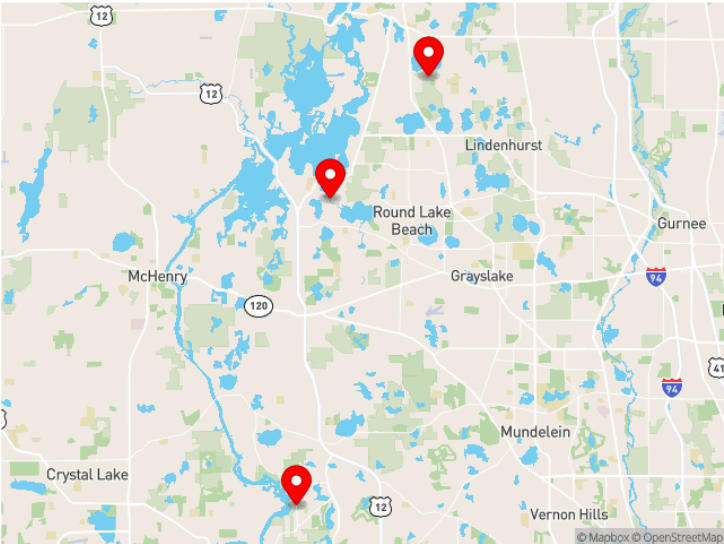 12
12
Lindenhurst
Round Lake
Beach
Gurnee
McHenry
Grayslake
94
120
41
94
Mundelein
Crystal Lake
12
Vernon Hills
© Mapbox © OpenStreetMap